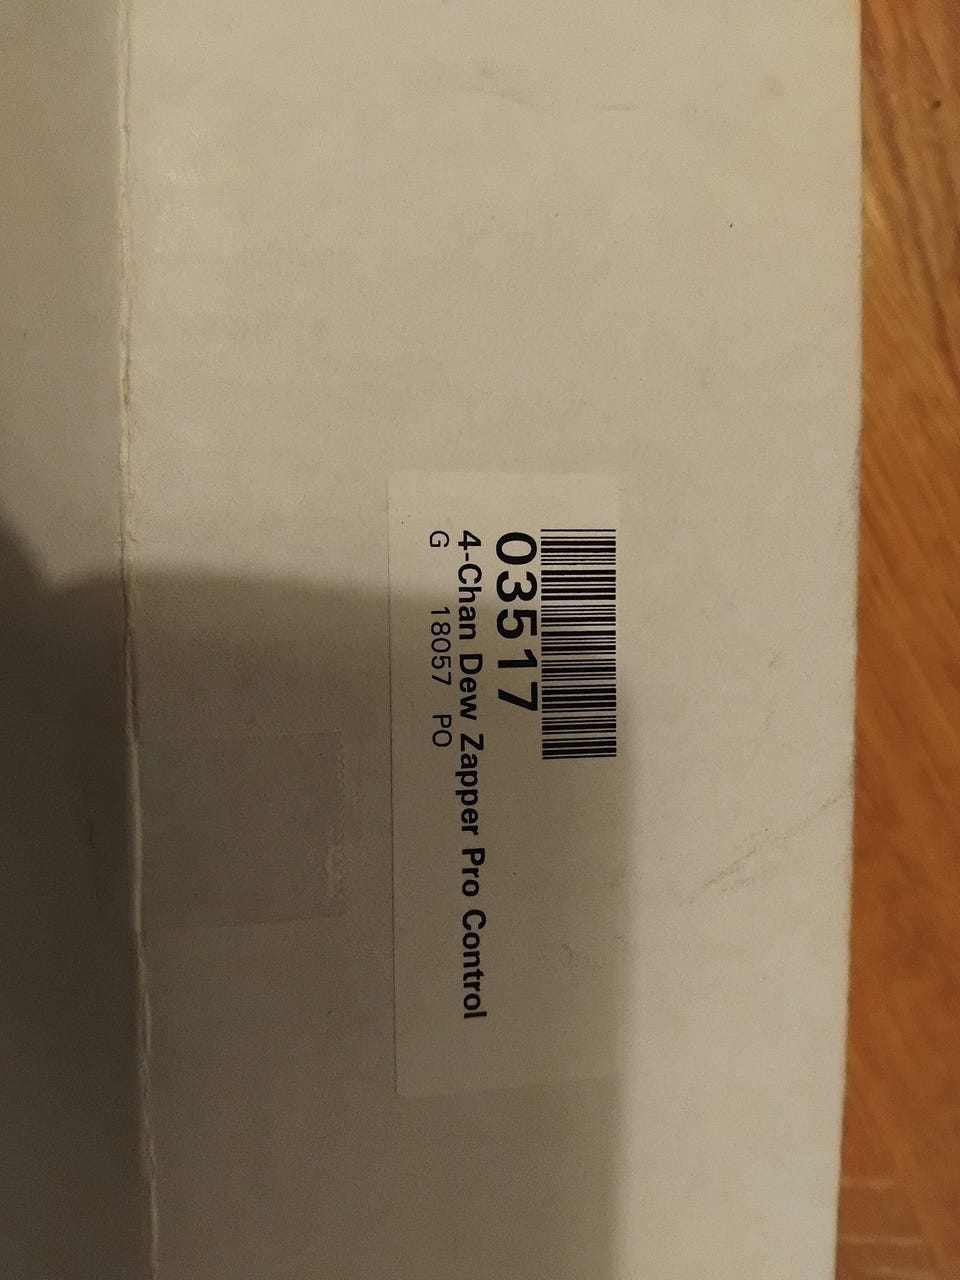 03517
4-Chan Dew Zapper Pro Control
G 18057 PO